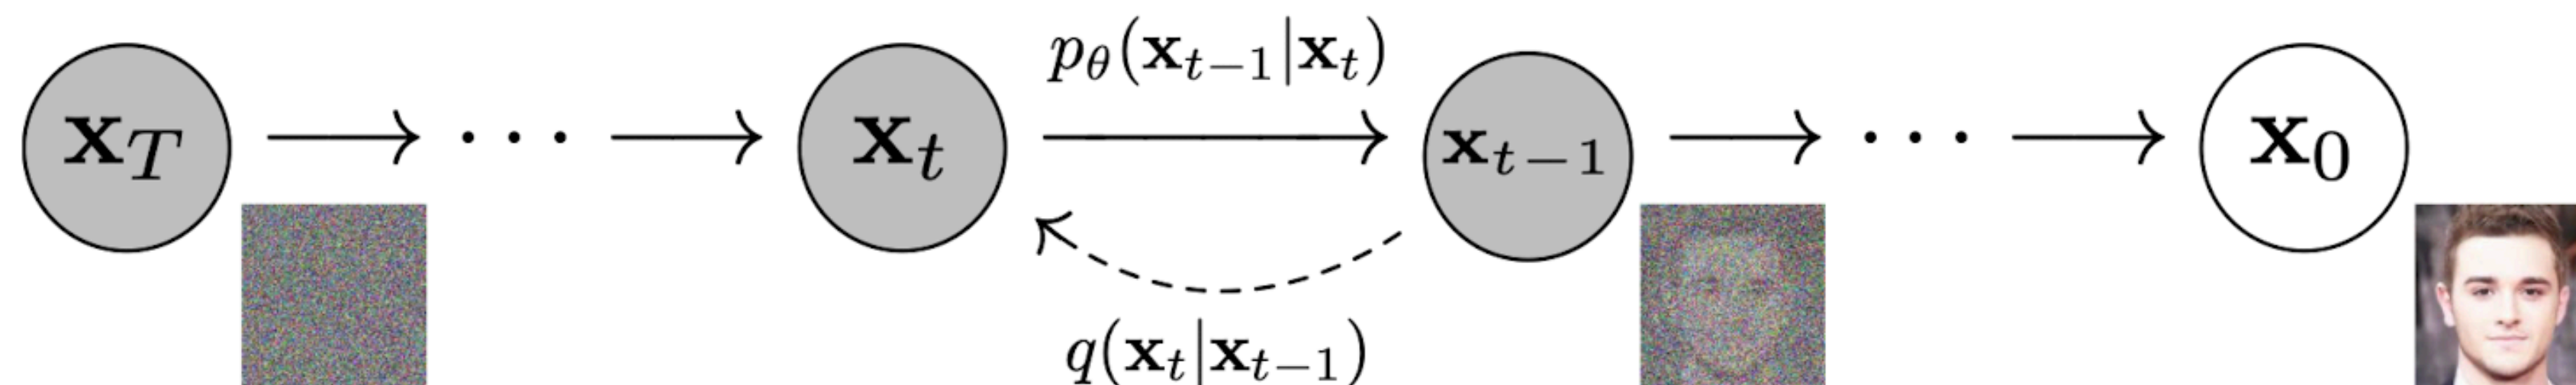 p_θ(x_{t−1}|x_t)
x_T → ··· → x_t → x_{t−1} → ··· → x_0
q(x_t|x_{t−1})